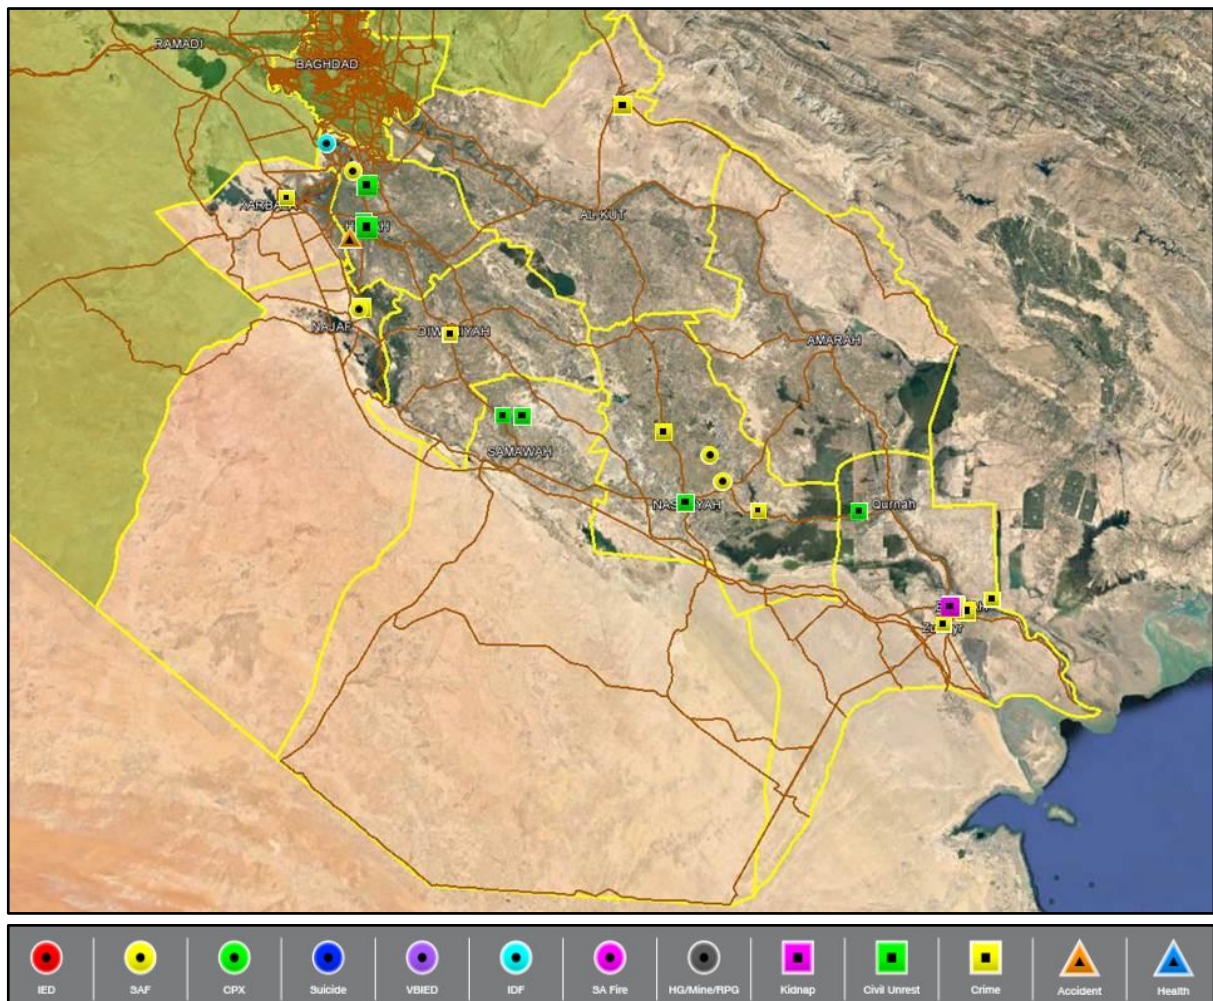 RAMADI
BAGHDAD
AL-KUT
NAJAF
AMARAH
SAMAWAH
Qurnah
IED
SAF
CPX
Suicide
VBIED
IDF
SA Fire
HG/Mine/RPG
Kidnap
Civil Unrest
Crime
Accident
Health